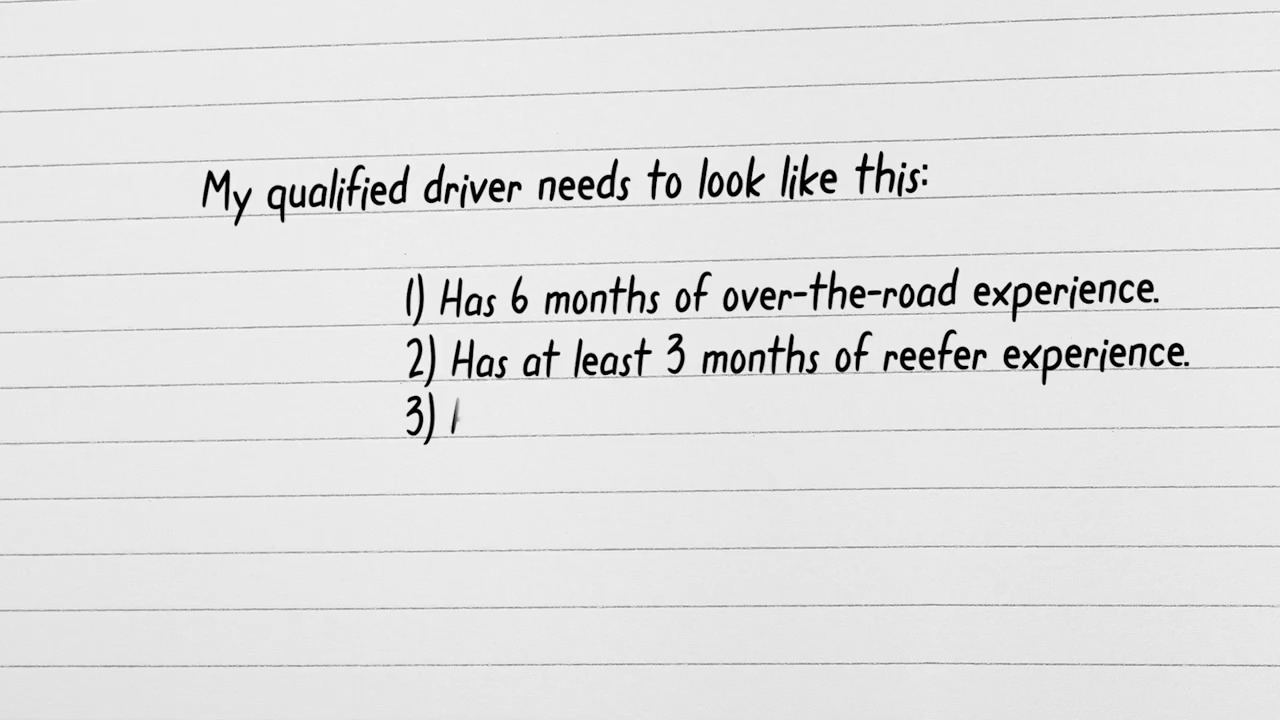 My qualified driver needs to look like this:
1) Has 6 months of over-the-road experience.
2) Has at least 3 months of reefer experience.
3)